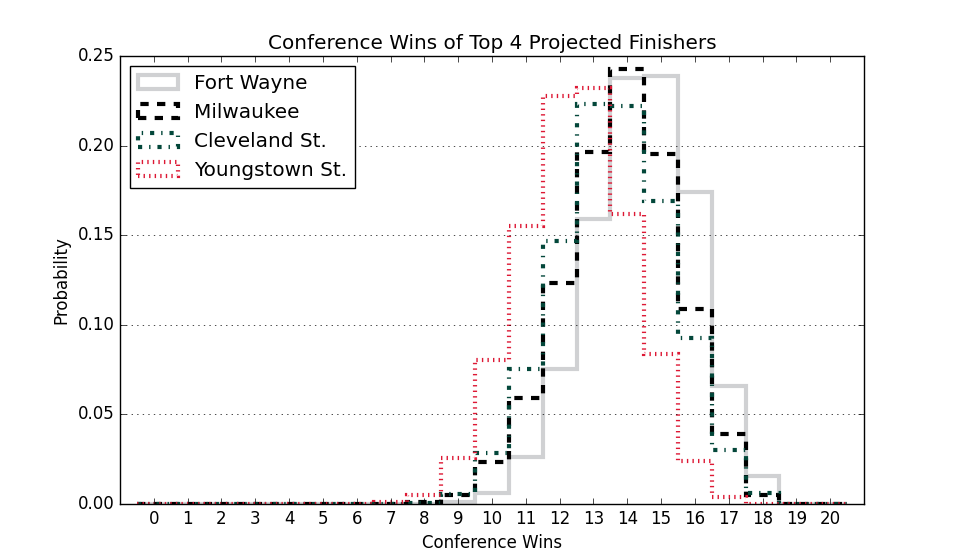 Conference Wins of Top 4 Projected Finishers
Fort Wayne
Milwaukee
Cleveland St.
Youngstown St.
0.25
0.20
0.15
0.10
0.05
0.00
Probability
0 1 2 3 4 5 6 7 8 9 10 11 12 13 14 15 16 17 18 19 20
Conference Wins